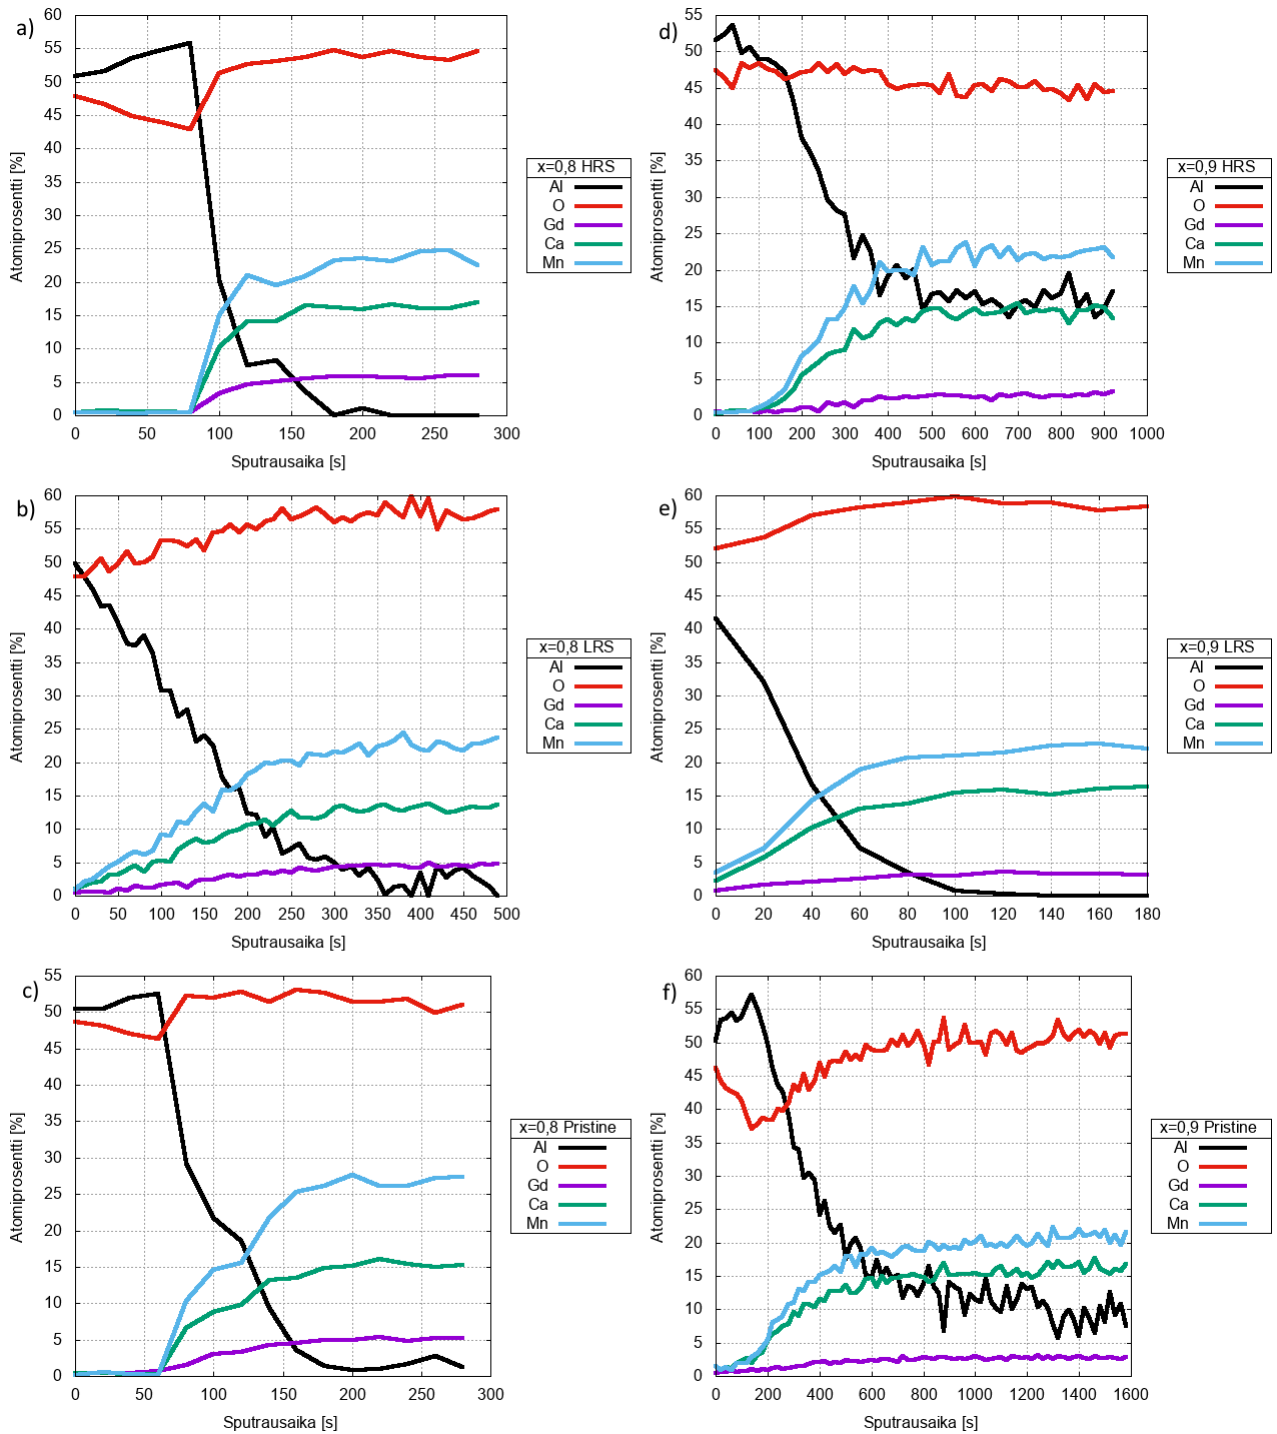 a)
Atomiprosentti [%]
60
55
50
45
40
35
30
25
20
15
10
5
0
0 50 100 150 200 250 300
Sputrausaika [s]
x=0,8 HRS
Al
O
Gd
Ca
Mn
d)
Atomiprosentti [%]
55
50
45
40
35
30
25
20
15
10
5
0
0 100 200 300 400 500 600 700 800 900 1000
Sputrausaika [s]
x=0,9 HRS
Al
O
Gd
Ca
Mn
b)
Atomiprosentti [%]
60
55
50
45
40
35
30
25
20
15
10
5
0
0 50 100 150 200 250 300 350 400 450 500
Sputrausaika [s]
x=0,8 LRS
Al
O
Gd
Ca
Mn
e)
Atomiprosentti [%]
60
55
50
45
40
35
30
25
20
15
10
5
0
0 20 40 60 80 100 120 140 160 180
Sputrausaika [s]
x=0,9 LRS
Al
O
Gd
Ca
Mn
c)
Atomiprosentti [%]
55
50
45
40
35
30
25
20
15
10
5
0
0 50 100 150 200 250 300
Sputrausaika [s]
x=0,8 Pristine
Al
O
Gd
Ca
Mn
f)
Atomiprosentti [%]
60
55
50
45
40
35
30
25
20
15
10
5
0
0 200 400 600 800 1000 1200 1400 1600
Sputrausaika [s]
x=0,9 Pristine
Al
O
Gd
Ca
Mn